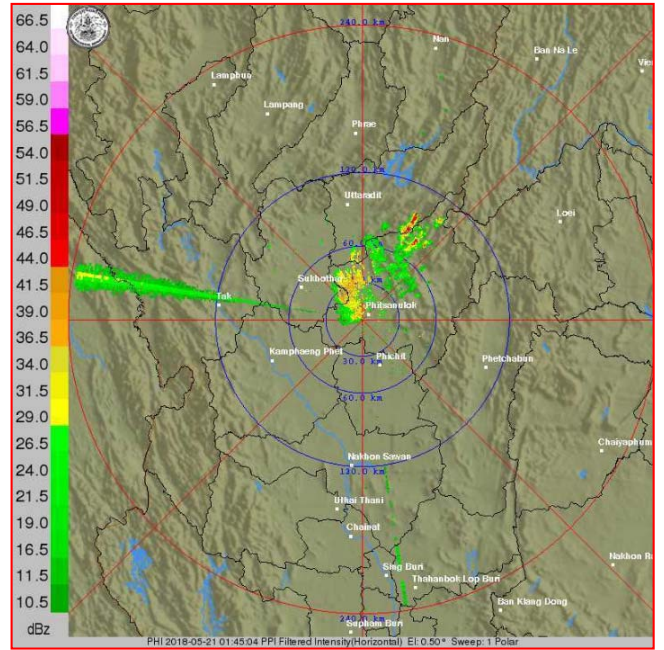 66.5
64.0
61.5
59.0
56.5
54.0
51.5
49.0
46.5
44.0
41.5
39.0
36.5
34.0
31.5
29.0
26.5
24.0
21.5
19.0
16.5
11.5
10.5
dBz
240.0 km
Nan
Ban Na Le
Lamphun
Lampang
Phrae
120.0 km
Uttaradit
Loei
60.0
Tak
Phitsanulok
Kamphaeng Phet
30.0 km
Phichit
Phetchabun
60.0 km
Chaiyaphum
Nakhon Sawan
120.0 km
Uthai Thani
Chainat
Sing Buri
Lop Buri
Ban Klang Dong
240.0 km
Suphan Buri
PHI 2018-05-21 01:45:04 PPI Filtered Intensity(Horizontal) El: 0.50° Sweep: 1 Polar